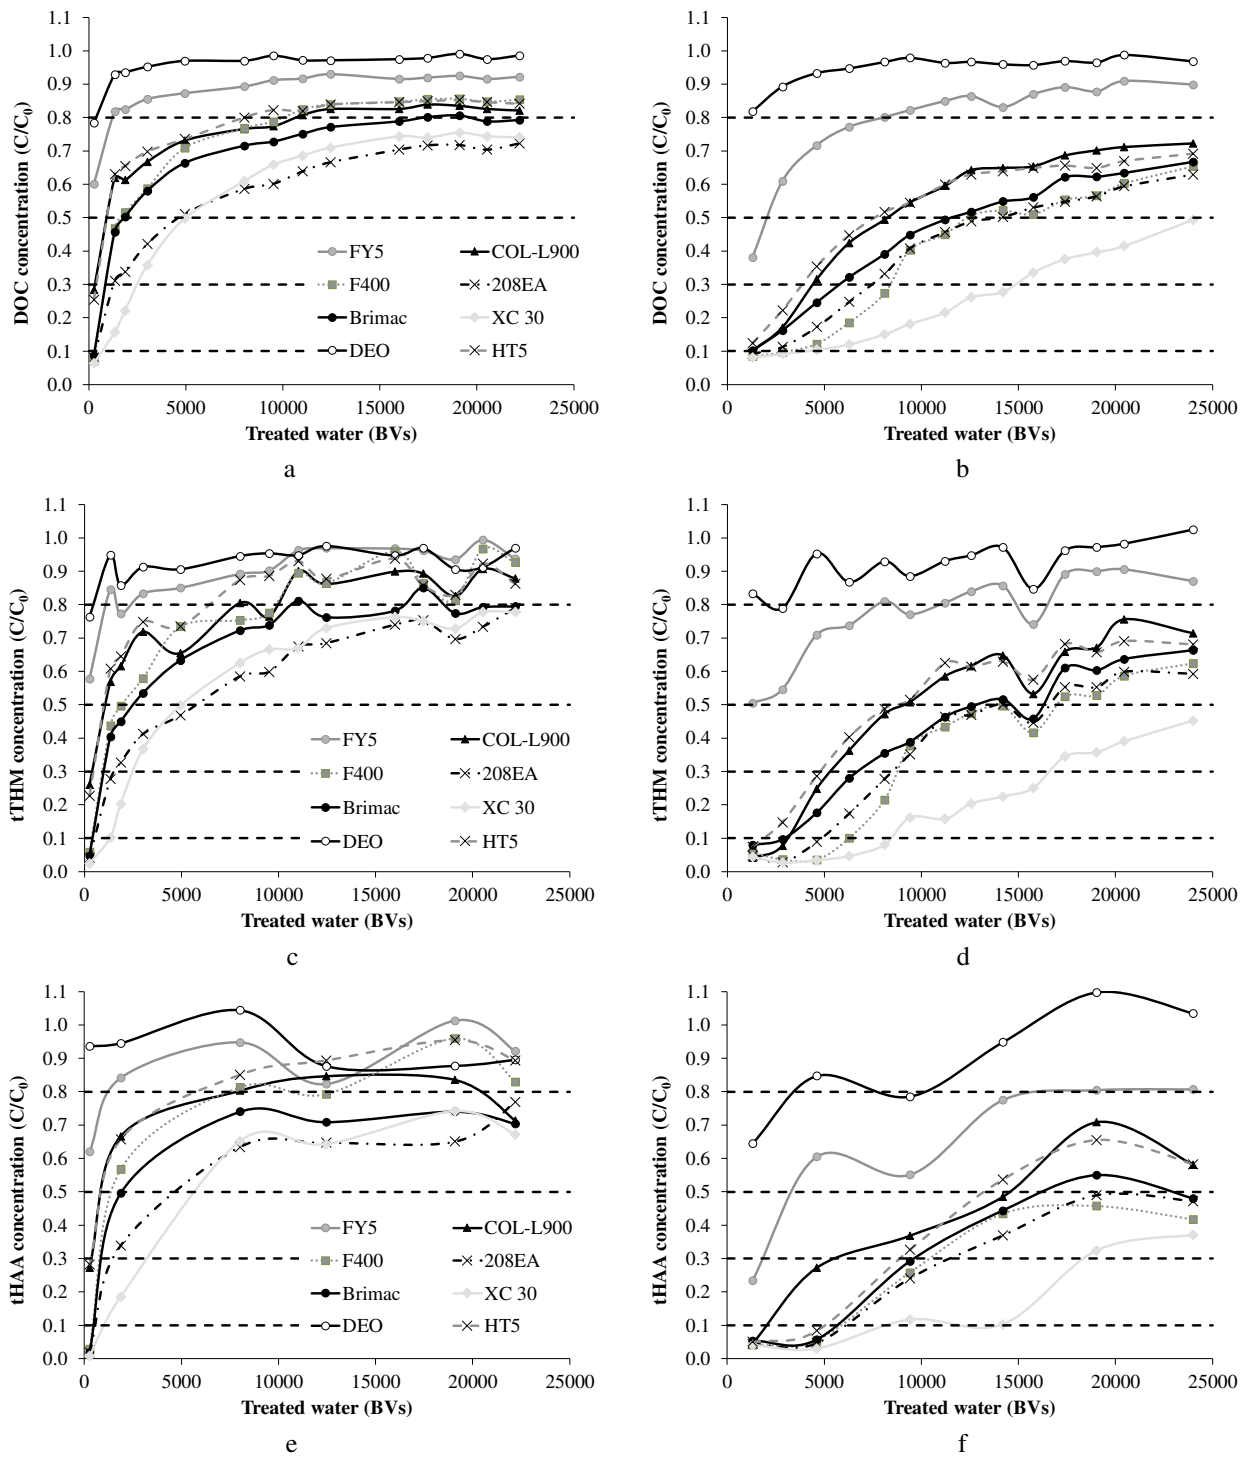 1.1
1.0
0.9
0.8
0.7
0.6
0.5
0.4
0.3
0.2
0.1
0.0
DOC concentration (C/C0)
FY5 COL-L900
F400 208EA
Brimac XC 30
DEO HT5
0 5000 10000 15000 20000 25000
Treated water (BVs)
a
1.1
1.0
0.9
0.8
0.7
0.6
0.5
0.4
0.3
0.2
0.1
0.0
DOC concentration (C/C0)
0 5000 10000 15000 20000 25000
Treated water (BVs)
b
1.1
1.0
0.9
0.8
0.7
0.6
0.5
0.4
0.3
0.2
0.1
0.0
tTHM concentration (C/C0)
FY5 COL-L900
F400 208EA
Brimac XC 30
DEO HT5
0 5000 10000 15000 20000 25000
Treated water (BVs)
c
1.1
1.0
0.9
0.8
0.7
0.6
0.5
0.4
0.3
0.2
0.1
0.0
tTHM concentration (C/C0)
0 5000 10000 15000 20000 25000
Treated water (BVs)
d
1.1
1.0
0.9
0.8
0.7
0.6
0.5
0.4
0.3
0.2
0.1
0.0
tHAA concentration (C/C0)
FY5 COL-L900
F400 208EA
Brimac XC 30
DEO HT5
0 5000 10000 15000 20000 25000
Treated water (BVs)
e
1.1
1.0
0.9
0.8
0.7
0.6
0.5
0.4
0.3
0.2
0.1
0.0
tHAA concentration (C/C0)
0 5000 10000 15000 20000 25000
Treated water (BVs)
f